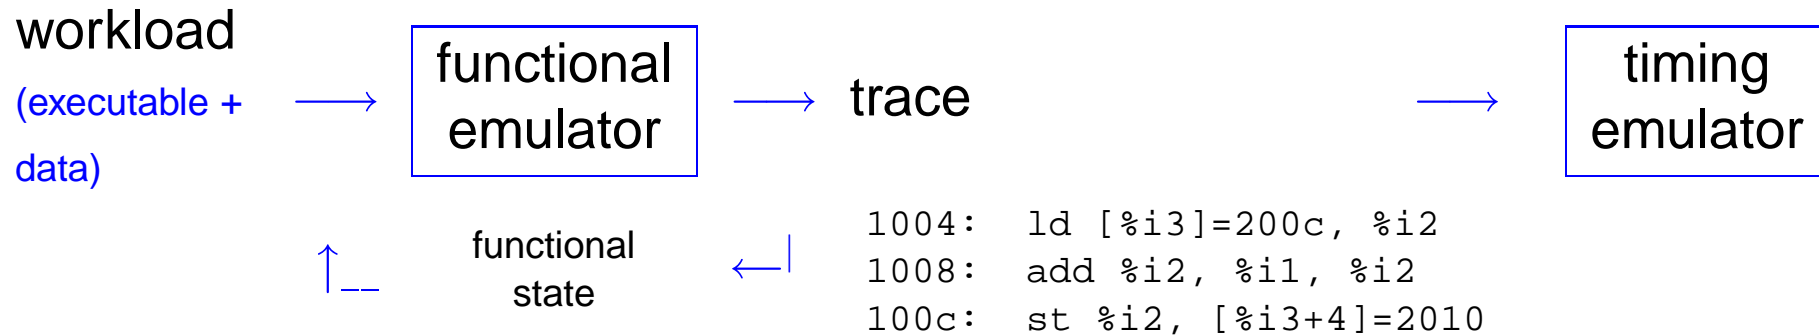 workload
(executable +
data)
functional
emulator
trace
timing
emulator
functional
state
1004:  ld [%i3]=200c, %i2
1008:  add %i2, %i1, %i2
100c:  st %i2, [%i3+4]=2010